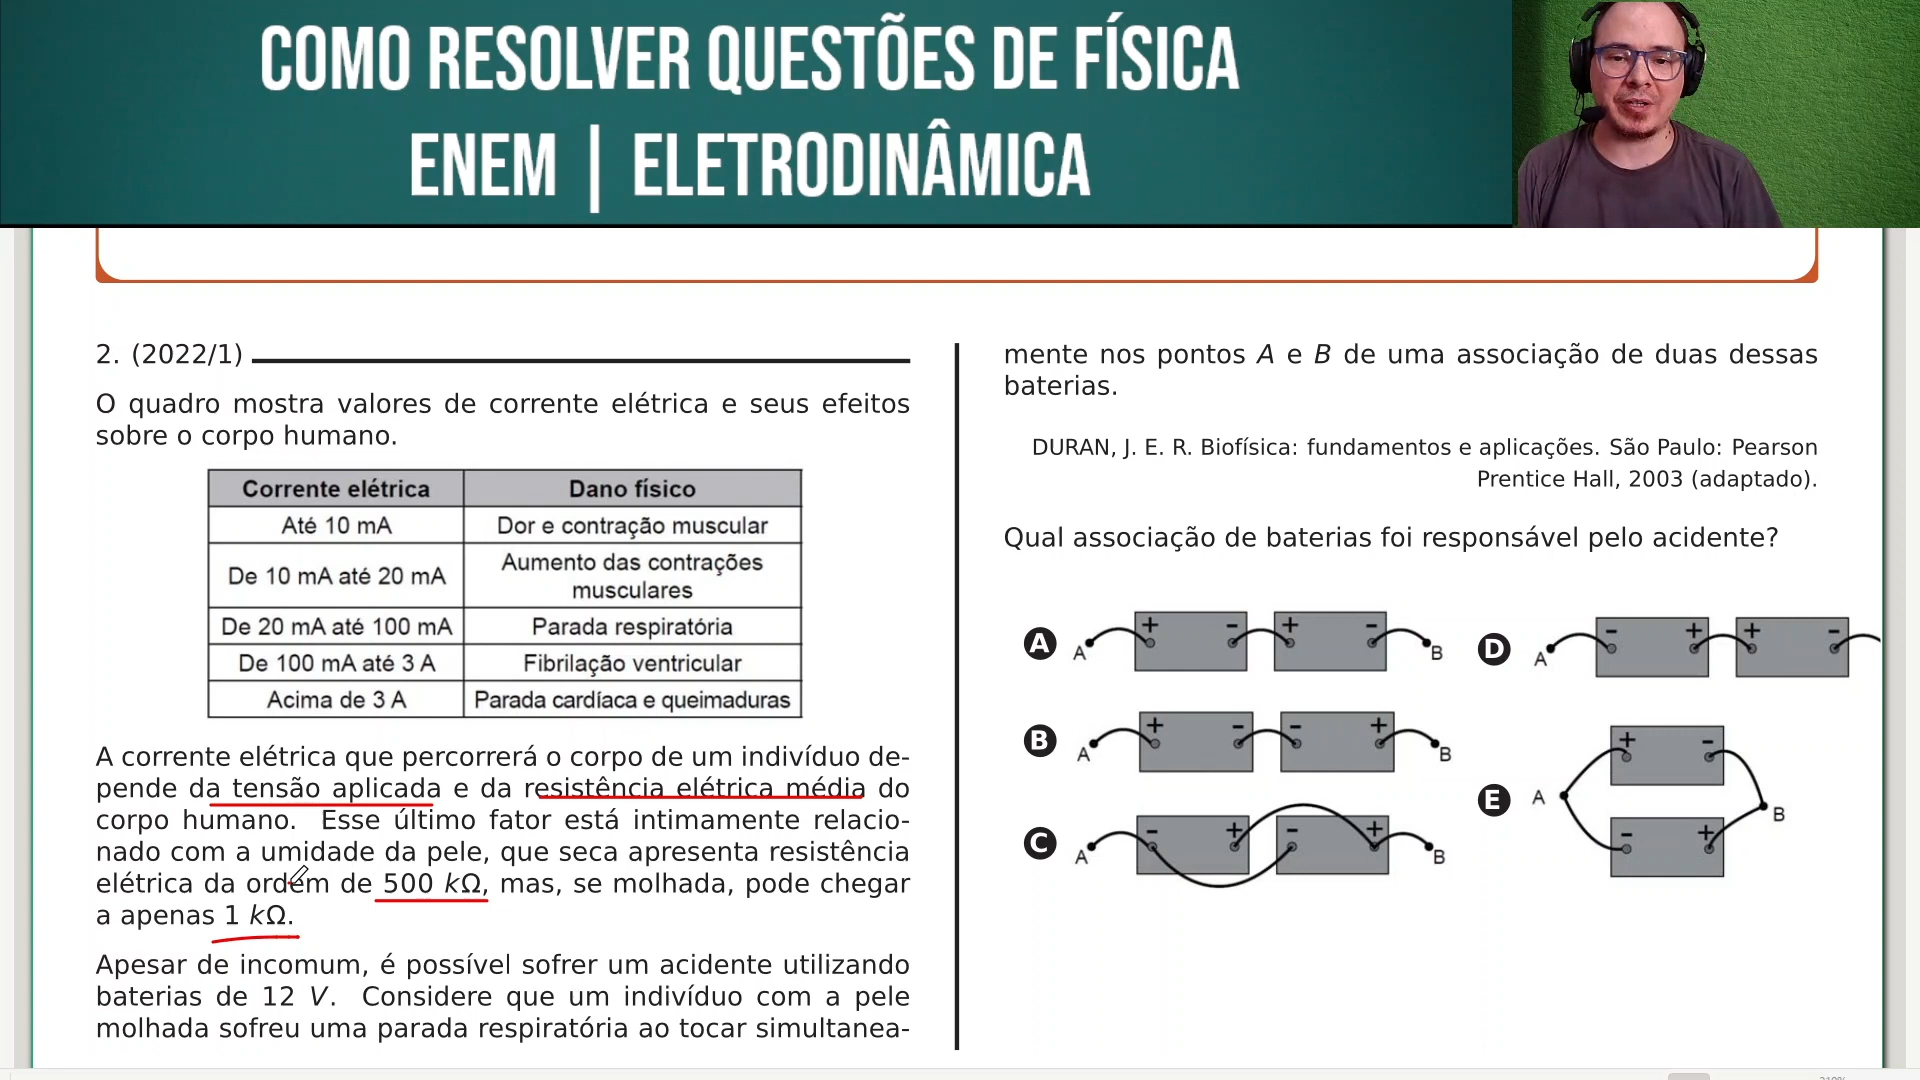 COMO RESOLVER QUESTÕES DE FÍSICA
ENEM | ELETRODINÂMICA
2. (2022/1)
O quadro mostra valores de corrente elétrica e seus efeitos
sobre o corpo humano.
Corrente elétrica Dano físico
Até 10 mA Dor e contração muscular
De 10 mA até 20 mA Aumento das contrações
musculares
De 20 mA até 100 mA Parada respiratória
De 100 mA até 3 A Fibrilação ventricular
Acima de 3 A Parada cardíaca e queimaduras
A corrente elétrica que percorrerá o corpo de um indivíduo de-
pende da tensão aplicada e da resistência elétrica média do
corpo humano. Esse último fator está intimamente relacio-
nado com a umidade da pele, que seca apresenta resistência
elétrica da ordem de 500 kΩ, mas, se molhada, pode chegar
a apenas 1 kΩ.
Apesar de incomum, é possível sofrer um acidente utilizando
baterias de 12 V. Considere que um indivíduo com a pele
molhada sofreu uma parada respiratória ao tocar simultanea-
mente nos pontos A e B de uma associação de duas dessas
baterias.
DURAN, J. E. R. Biofísica: fundamentos e aplicações. São Paulo: Pearson
Prentice Hall, 2003 (adaptado).
Qual associação de baterias foi responsável pelo acidente?
A A + - + - B
B A + - - + B
C A - + - + B
D A - + + -
E A + - - + B